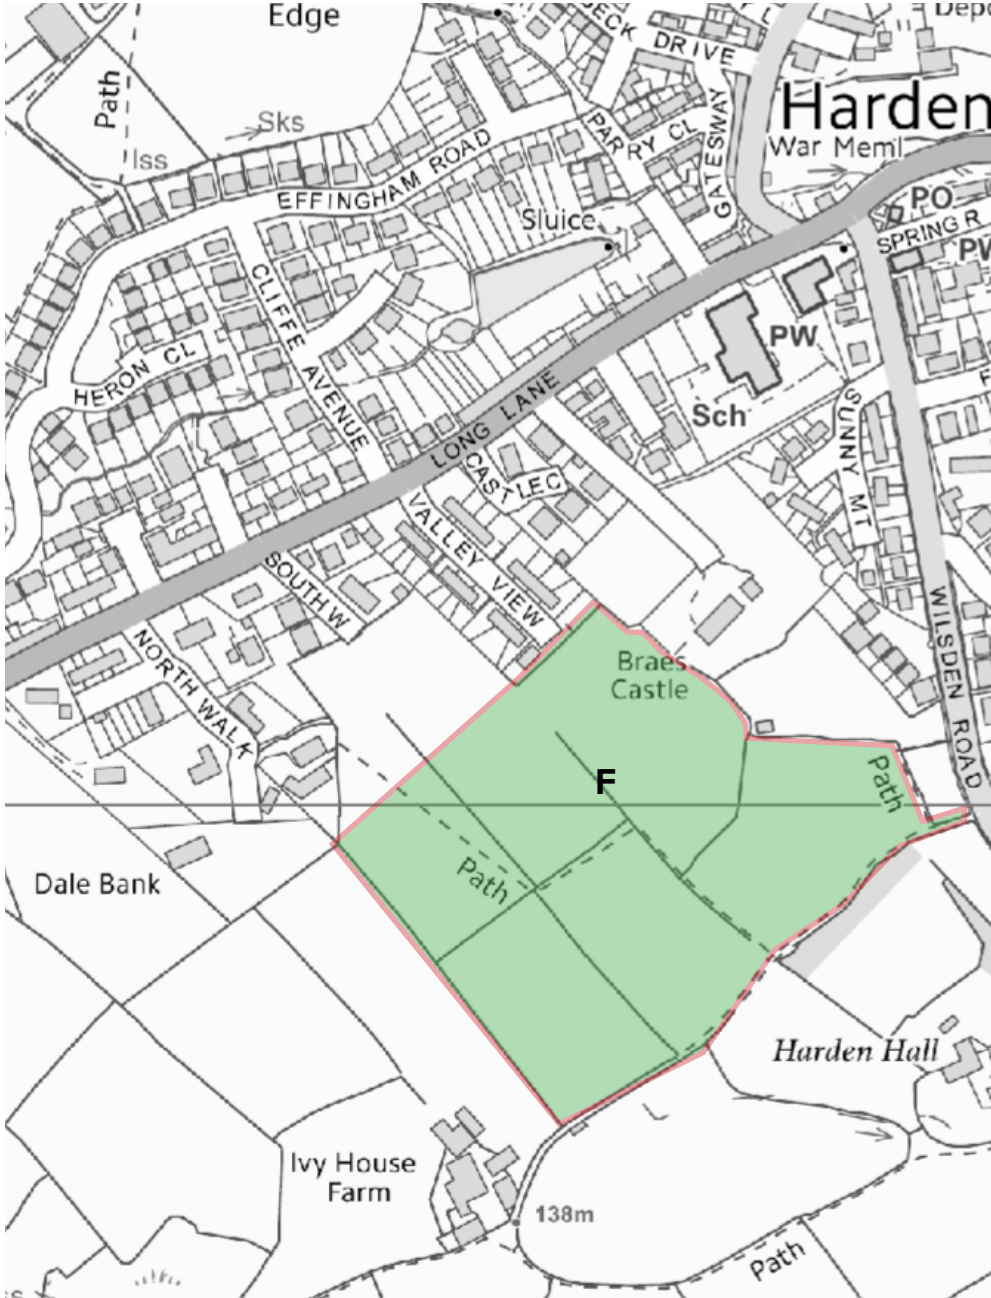 Edge
BECK DRIVE
Depo
Path
Harden
Sks
PARRY CL
GATESWAY
War Meml
Iss
EFFINGHAM ROAD
PO
Sluice
SPRING R
PW
CLIFFE AVENUE
PW
HERON CL
LONG LANE
Sch
SUNNY MT
F
CASTLE C
VALLEY VIEW
SOUTH W
WILSDEN ROAD
NORTH WALK
Braes
Castle
F
Path
Path
Dale Bank
Harden Hall
Ivy House
Farm
138m
Path